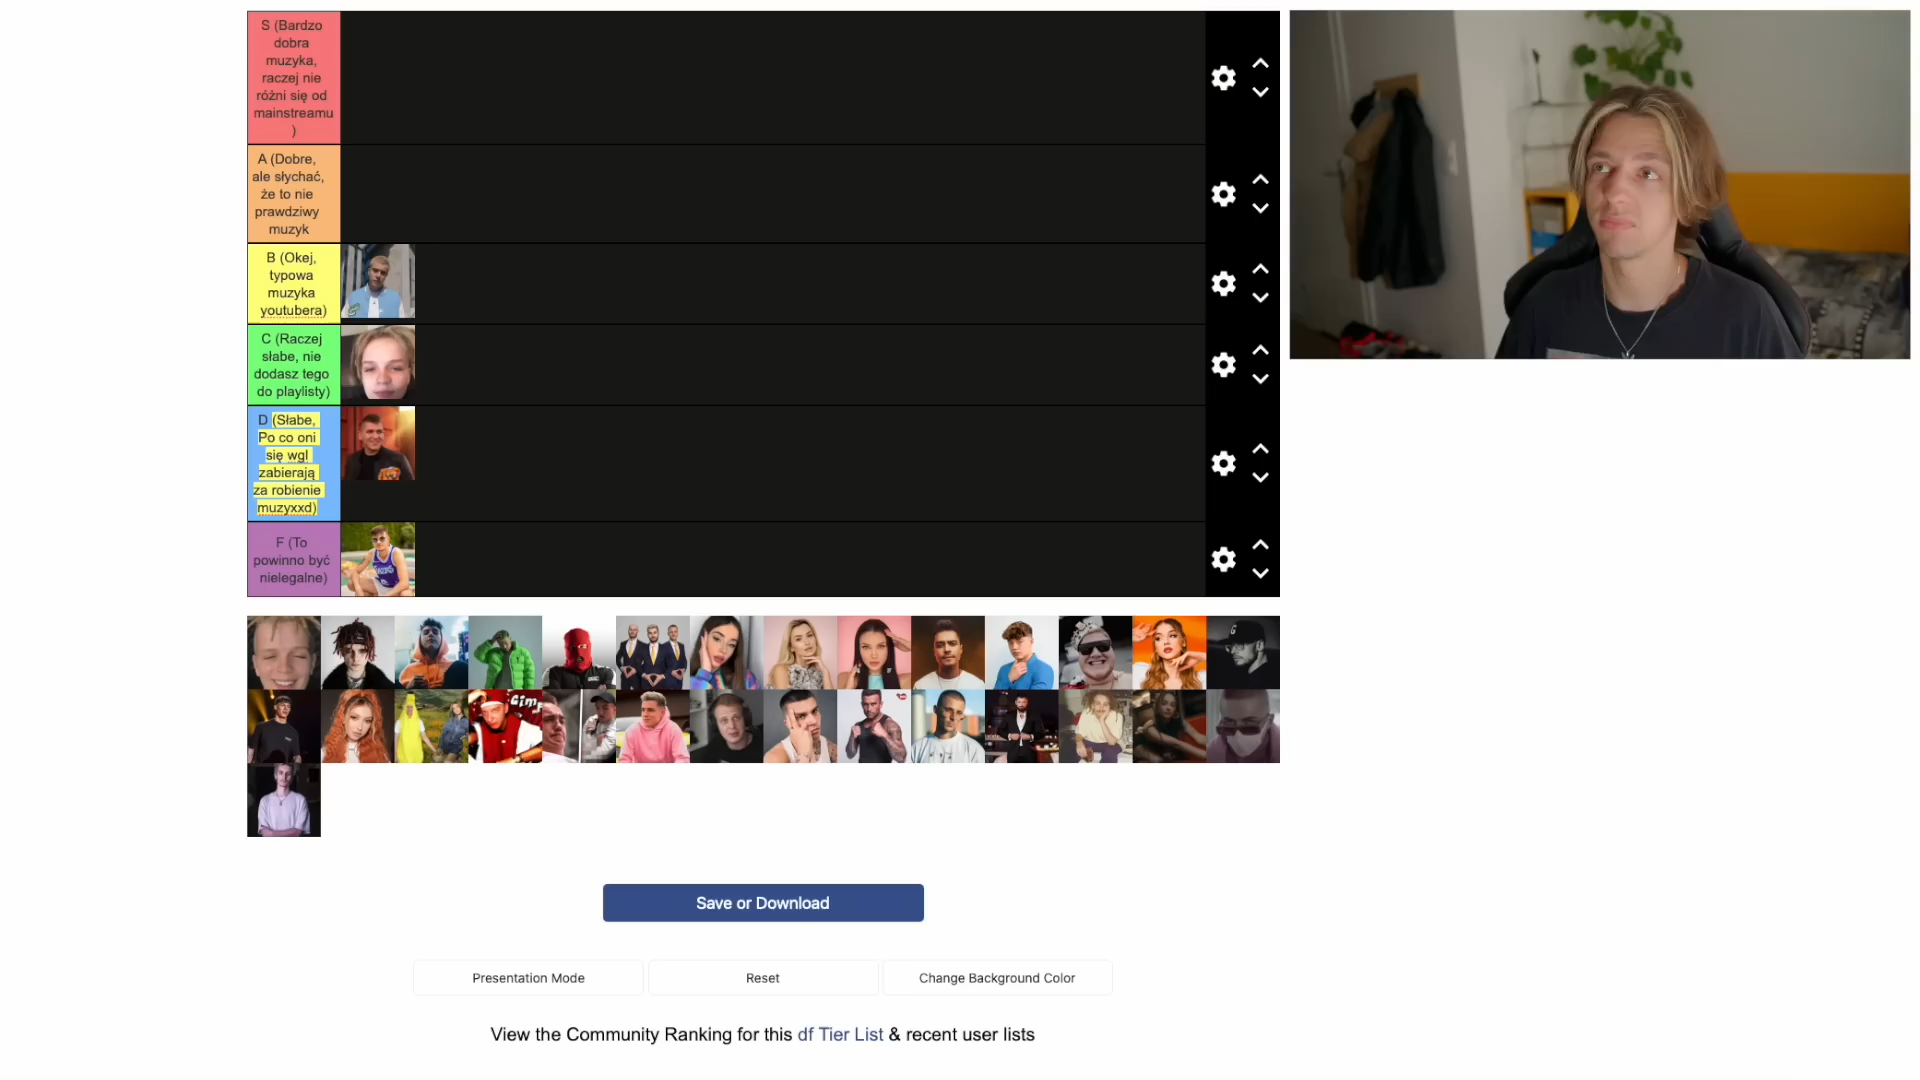 S (Bardzo
dobra
muzyka,
raczej nie
różni się od
mainstreamu
)
A (Dobre,
ale słychać,
że to nie
prawdziwy
muzyk
B (Okej,
typowa
muzyka
youtubera)
C (Raczej
słabe, nie
dodasz tego
do playlisty)
D (Słabe,
Po co oni
się wgl
zabierają
za robienie
muzyxxd)
F (To
powinno być
nielegalne)
Save or Download
Presentation Mode
Reset
Change Background Color
View the Community Ranking for this df Tier List & recent user lists